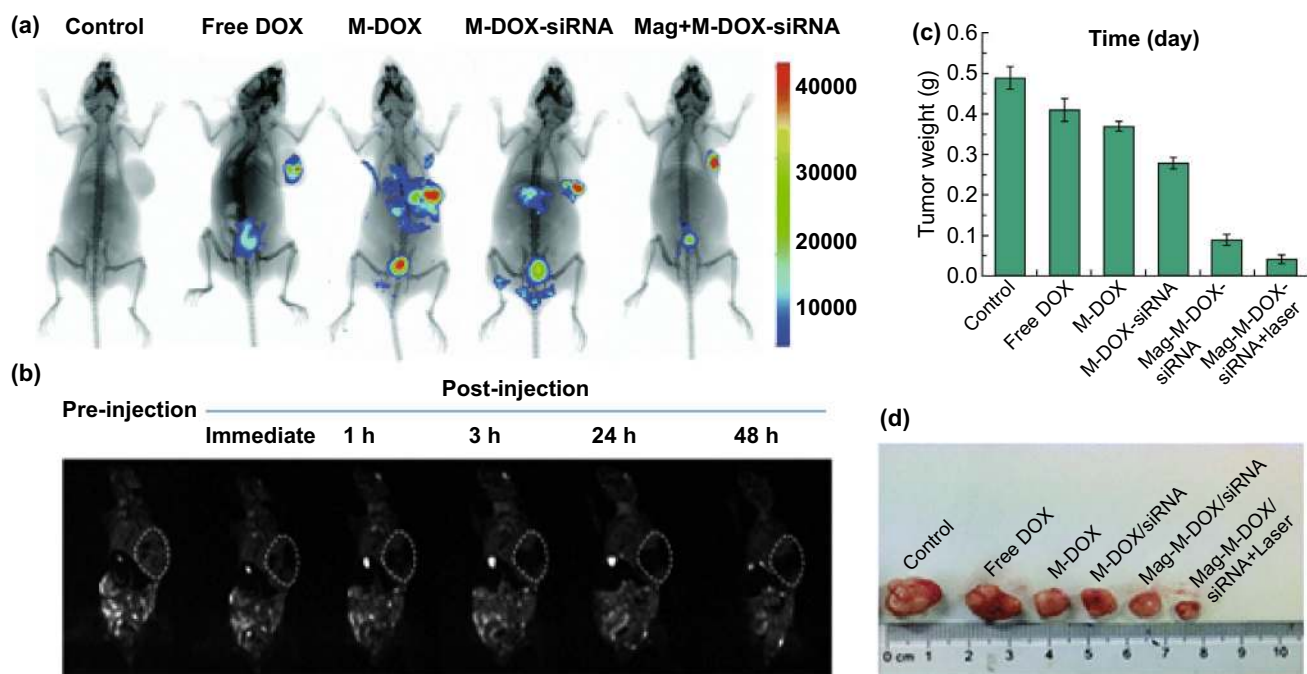 (a)
Control Free DOX M-DOX M-DOX-siRNA Mag+M-DOX-siRNA
40000
30000
20000
10000
(b)
Pre-injection
Post-injection
Immediate 1 h 3 h 24 h 48 h
(c)
Time (day)
Tumor weight (g)
0.6
0.5
0.4
0.3
0.2
0.1
0.0
Control
Free DOX
M-DOX
M-DOX-siRNA
Mag-M-DOX-
siRNA
Mag-M-DOX-
siRNA+laser
(d)
Control
Free DOX
M-DOX
M-DOX/siRNA
Mag-M-DOX/siRNA
Mag-M-DOX/
siRNA+Laser
0 cm 1 2 3 4 5 6 7 8 9 10